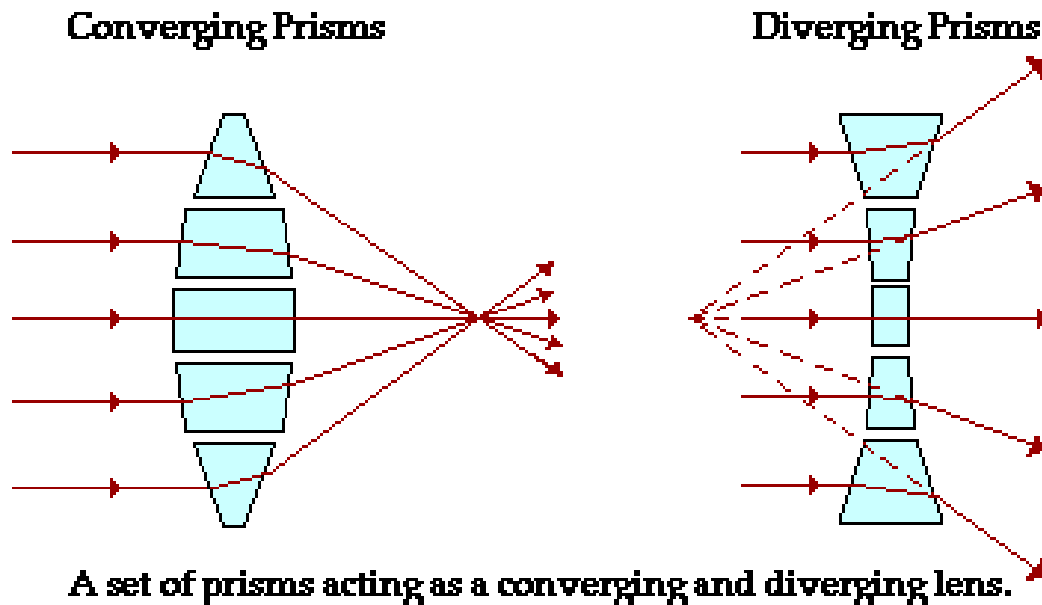 Converging Prisms
Diverging Prisms
A set of prisms acting as a converging and diverging lens.